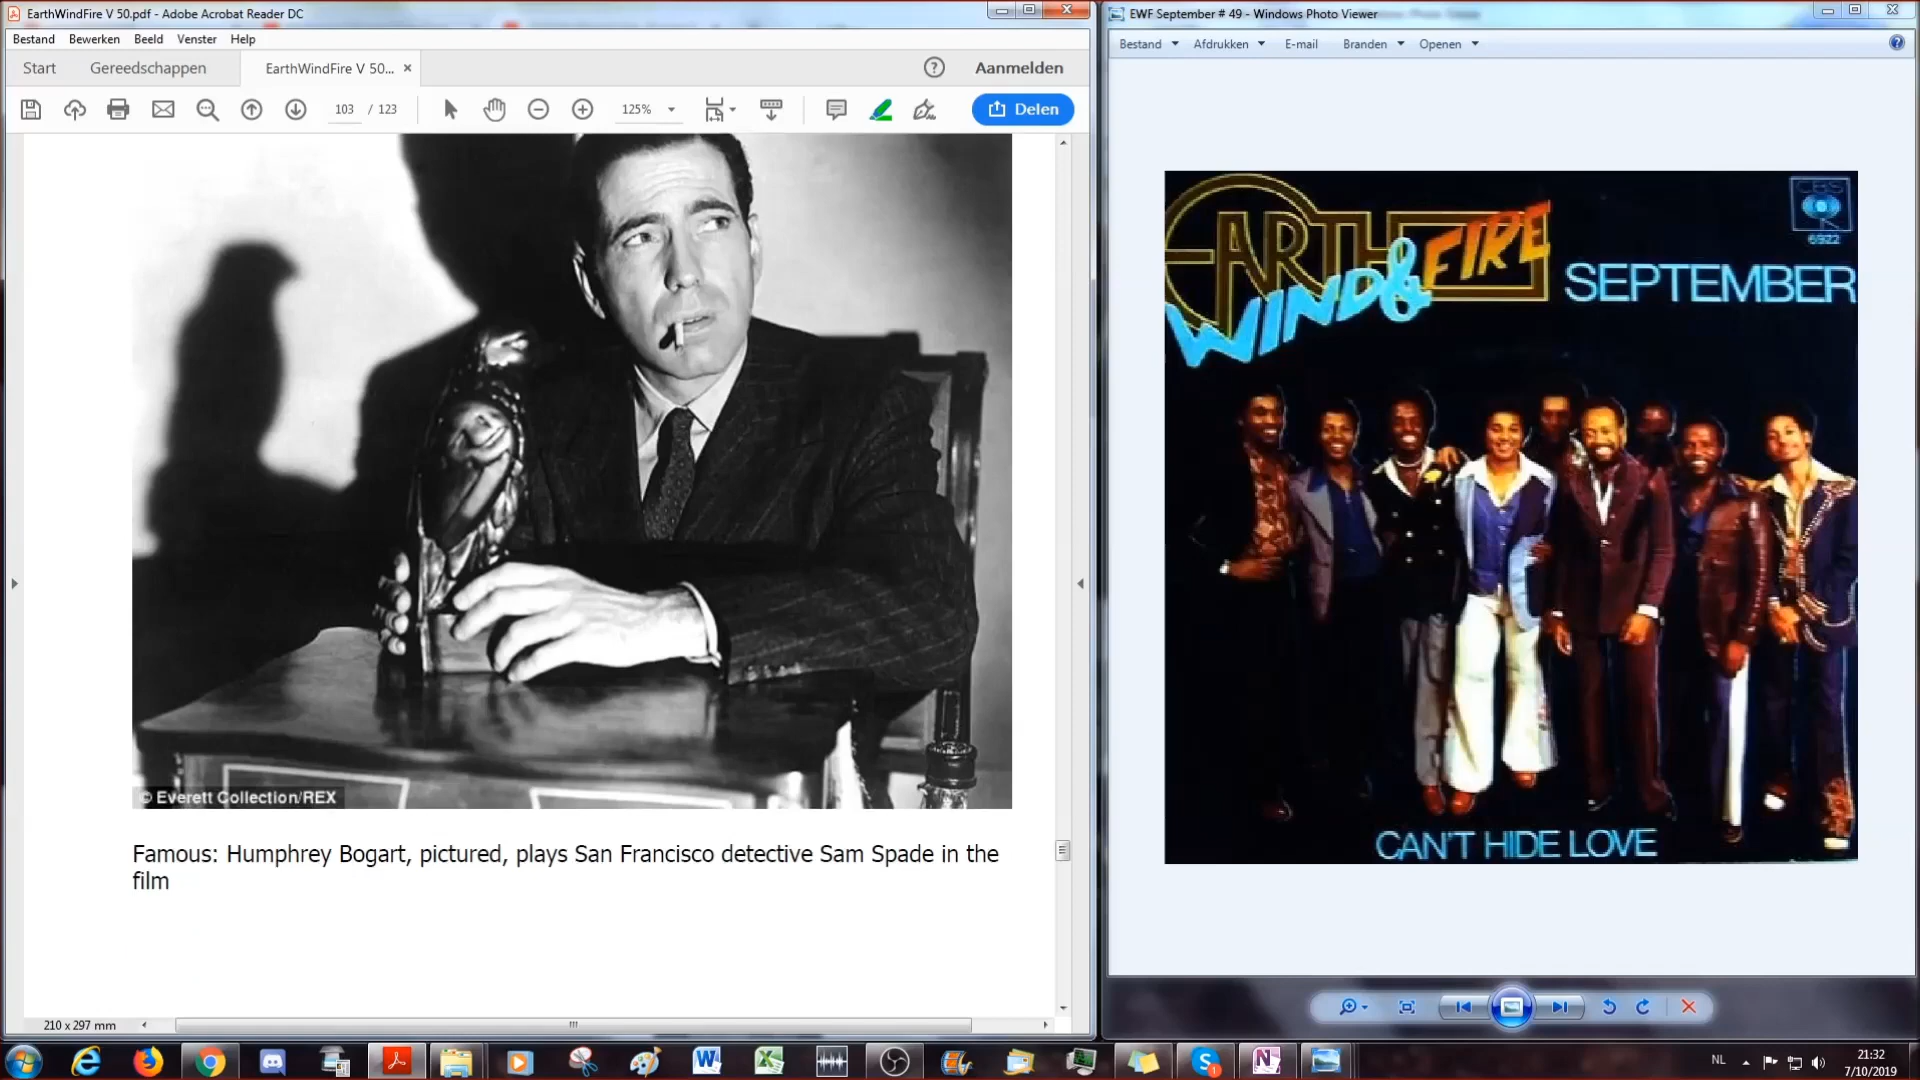 EarthWindFire V 50.pdf - Adobe Acrobat Reader DC
Bestand Bewerken Beeld Venster Help
Start Gereedschappen EarthWindFire V 50... × Aanmelden
103 / 123 125% Delen
© Everett Collection/REX
Famous: Humphrey Bogart, pictured, plays San Francisco detective Sam Spade in the
film
210 x 297 mm
EWF September # 49 - Windows Photo Viewer
Bestand Afdrukken E-mail Branden Openen
EARTH
WIND & FIRE
CBS
6922
SEPTEMBER
CAN'T HIDE LOVE
NL
21:32
7/10/2019